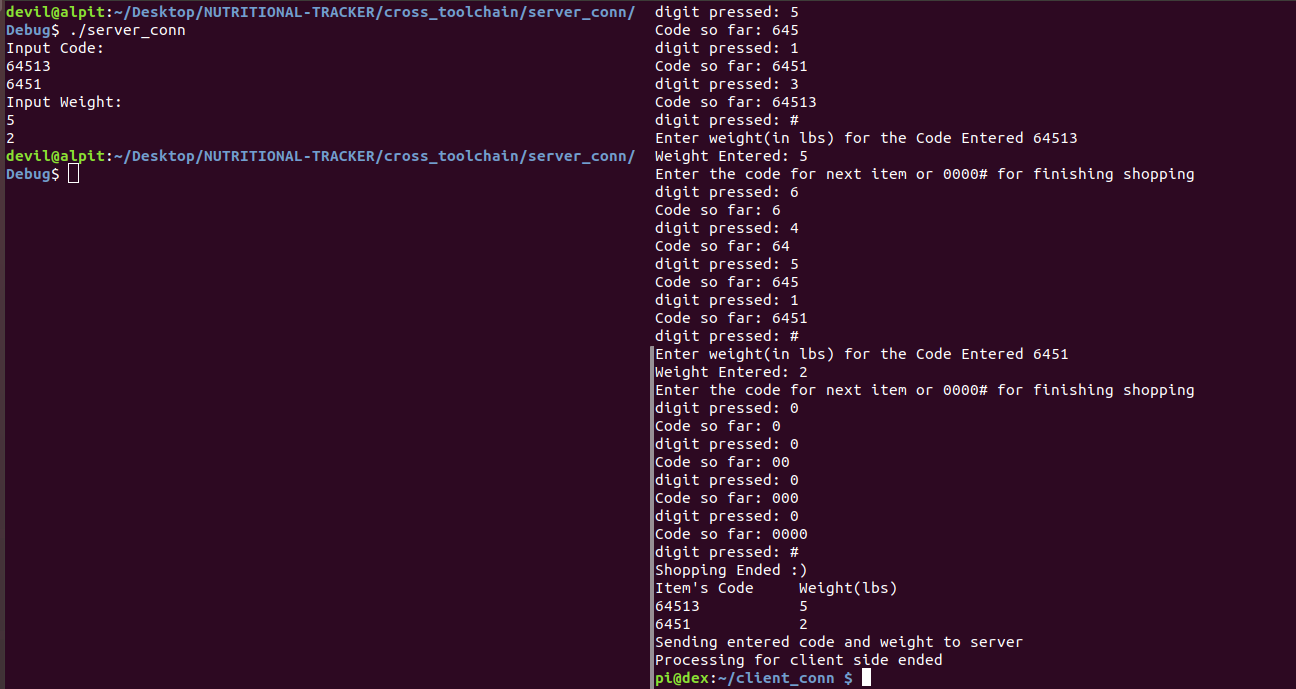 devil@alpit:~/Desktop/NUTRITIONAL-TRACKER/cross_toolchain/server_conn/
Debug$ ./server_conn
Input Code:
64513
6451
Input Weight:
5
2
devil@alpit:~/Desktop/NUTRITIONAL-TRACKER/cross_toolchain/server_conn/
Debug$
digit pressed: 5
Code so far: 645
digit pressed: 1
Code so far: 6451
digit pressed: 3
Code so far: 64513
digit pressed: #
Enter weight(in lbs) for the Code Entered 64513
Weight Entered: 5
Enter the code for next item or 0000# for finishing shopping
digit pressed: 6
Code so far: 6
digit pressed: 4
Code so far: 64
digit pressed: 5
Code so far: 645
digit pressed: 1
Code so far: 6451
digit pressed: #
Enter weight(in lbs) for the Code Entered 6451
Weight Entered: 2
Enter the code for next item or 0000# for finishing shopping
digit pressed: 0
Code so far: 0
digit pressed: 0
Code so far: 00
digit pressed: 0
Code so far: 000
digit pressed: 0
Code so far: 0000
digit pressed: #
Shopping Ended :)
Item's Code     Weight(lbs)
64513           5
6451            2
Sending entered code and weight to server
Processing for client side ended
pi@dex:~/client_conn $